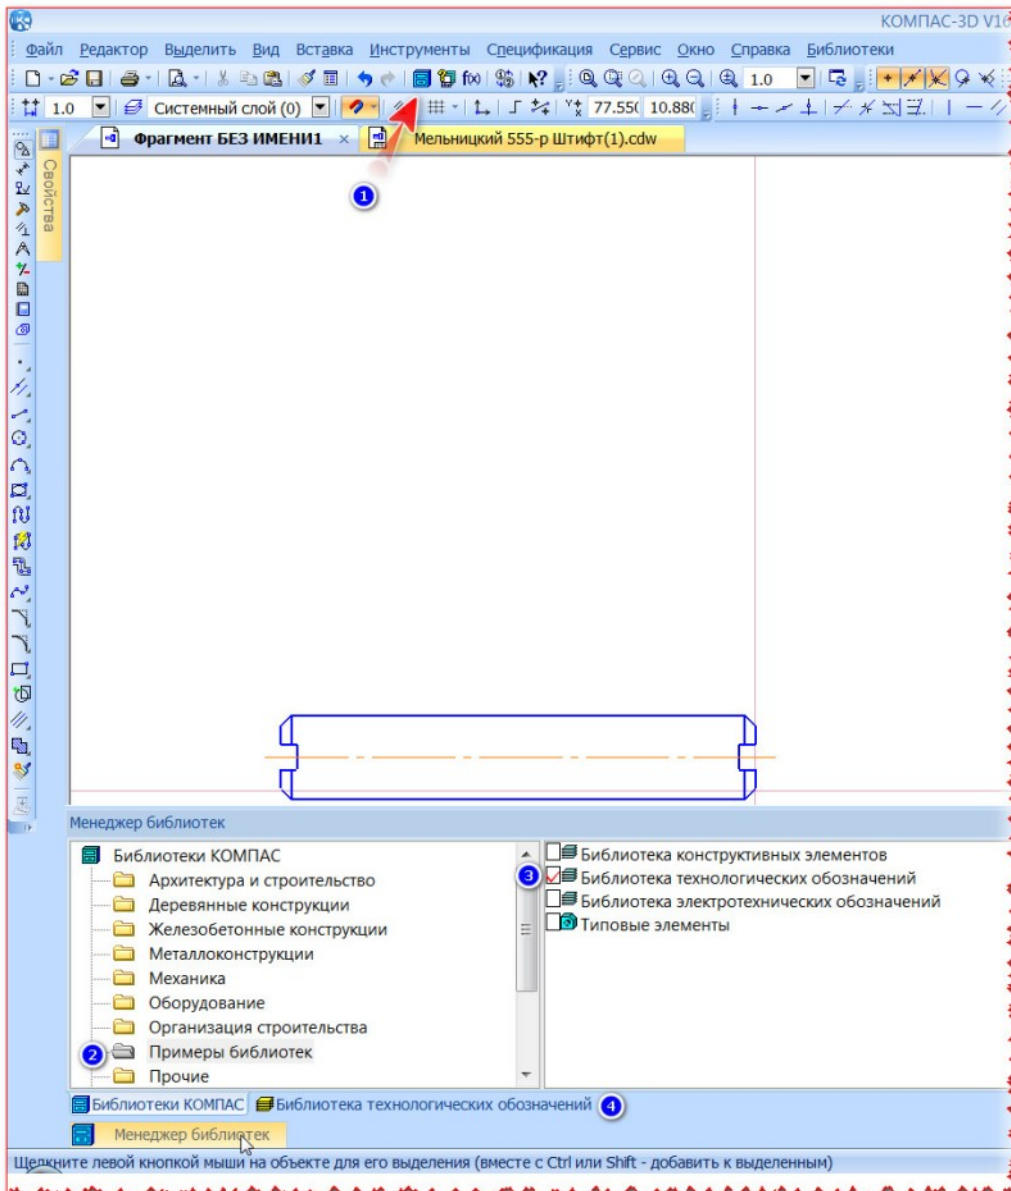 КОМПАС-3D V16
Файл Редактор Выделить Вид Вставка Инструменты Спецификация Сервис Окно Справка Библиотеки
f(x) 1.0
1.0 Системный слой (0) 77.550 10.880
Фрагмент БЕЗ ИМЕНИ1 × Мельницкий 555-р Штифт(1).cdw
Свойства
1
Менеджер библиотек
Библиотеки КОМПАС
Архитектура и строительство
Деревянные конструкции
Железобетонные конструкции
Металлоконструкции
Механика
Оборудование
Организация строительства
2 Примеры библиотек
Прочие
Библиотека конструктивных элементов
3 Библиотека технологических обозначений
Библиотека электротехнических обозначений
Типовые элементы
Библиотеки КОМПАС Библиотека технологических обозначений 4
Менеджер библиотек
Щелкните левой кнопкой мыши на объекте для его выделения (вместе с Ctrl или Shift - добавить к выделенным)